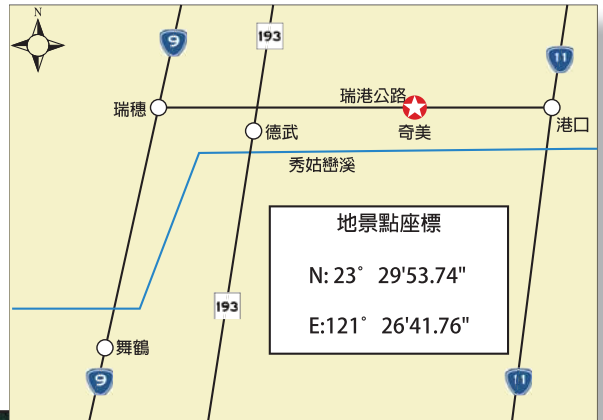 N
9
193
11
瑞港公路
瑞穗
奇美
港口
德武
秀姑巒溪
地景點座標
N: 23° 29'53.74"
E:121° 26'41.76"
193
舞鶴
9
11